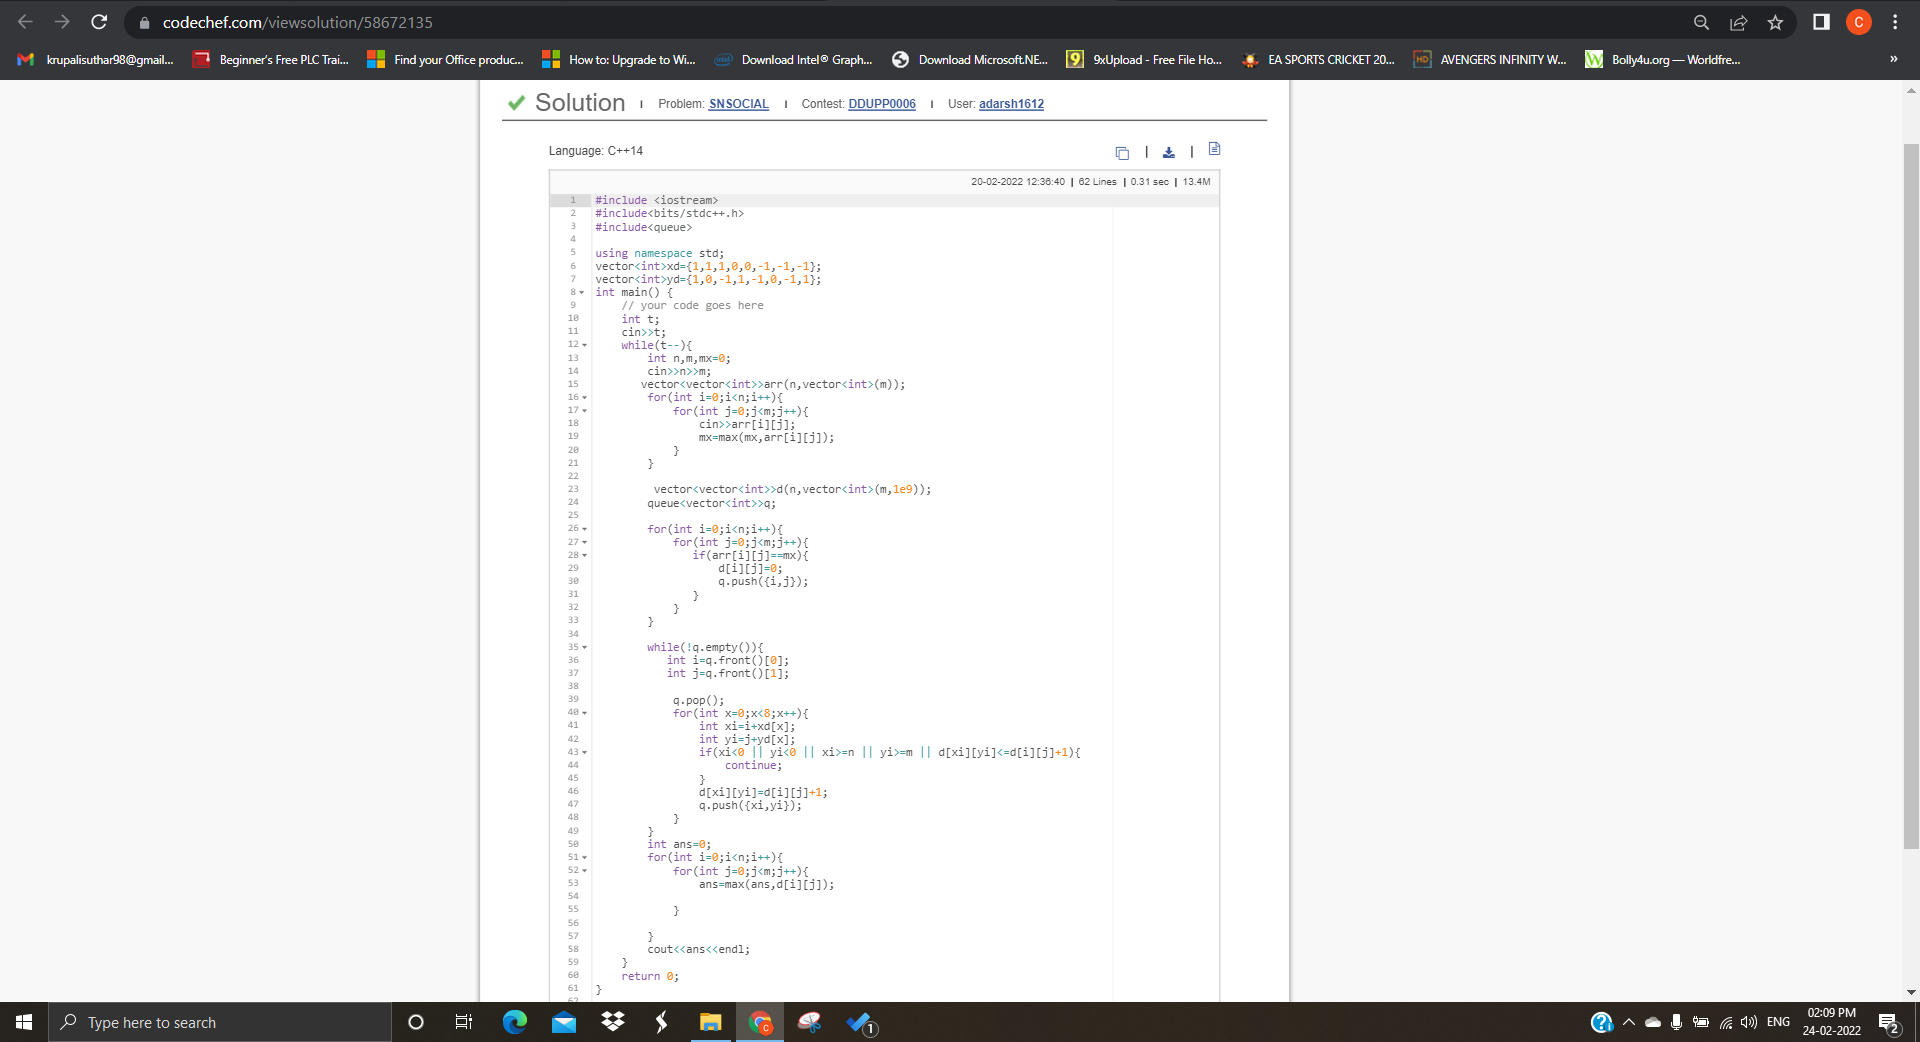 codechef.com/viewsolution/58672135
C
krupalisuthar98@gmail...
Beginner's Free PLC Trai...
Find your Office produc...
How to: Upgrade to Wi...
Download Intel® Graph...
Download Microsoft.NE...
9xUpload - Free File Ho...
EA SPORTS CRICKET 20...
AVENGERS INFINITY W...
Bolly4u.org — Worldfre...
»
Solution | Problem: SNSOCIAL | Contest: DDUPP0006 | User: adarsh1612
Language: C++14
20-02-2022 12:36:40 | 62 Lines | 0.31 sec | 13.4M
1 #include <iostream>
2 #include<bits/stdc++.h>
3 #include<queue>
4
5 using namespace std;
6 vector<int>xd={1,1,1,0,0,-1,-1,-1};
7 vector<int>yd={1,0,-1,1,-1,0,-1,1};
8 int main() {
9 // your code goes here
10 int t;
11 cin>>t;
12 while(t--){
13 int n,m,mx=0;
14 cin>>n>>m;
15 vector<vector<int>>arr(n,vector<int>(m));
16 for(int i=0;i<n;i++){
17 for(int j=0;j<m;j++){
18 cin>>arr[i][j];
19 mx=max(mx,arr[i][j]);
20 }
21 }
22
23 vector<vector<int>>d(n,vector<int>(m,1e9));
24 queue<vector<int>>q;
25
26 for(int i=0;i<n;i++){
27 for(int j=0;j<m;j++){
28 if(arr[i][j]==mx){
29 d[i][j]=0;
30 q.push({i,j});
31 }
32 }
33 }
34
35 while(!q.empty()){
36 int i=q.front()[0];
37 int j=q.front()[1];
38
39 q.pop();
40 for(int x=0;x<8;x++){
41 int xi=i+xd[x];
42 int yi=j+yd[x];
43 if(xi<0 || yi<0 || xi>=n || yi>=m || d[xi][yi]<=d[i][j]+1){
44 continue;
45 }
46 d[xi][yi]=d[i][j]+1;
47 q.push({xi,yi});
48 }
49 }
50 int ans=0;
51 for(int i=0;i<n;i++){
52 for(int j=0;j<m;j++){
53 ans=max(ans,d[i][j]);
54
55 }
56
57 }
58 cout<<ans<<endl;
59 }
60 return 0;
61 }
62
Type here to search
1
ENG
02:09 PM
24-02-2022
2